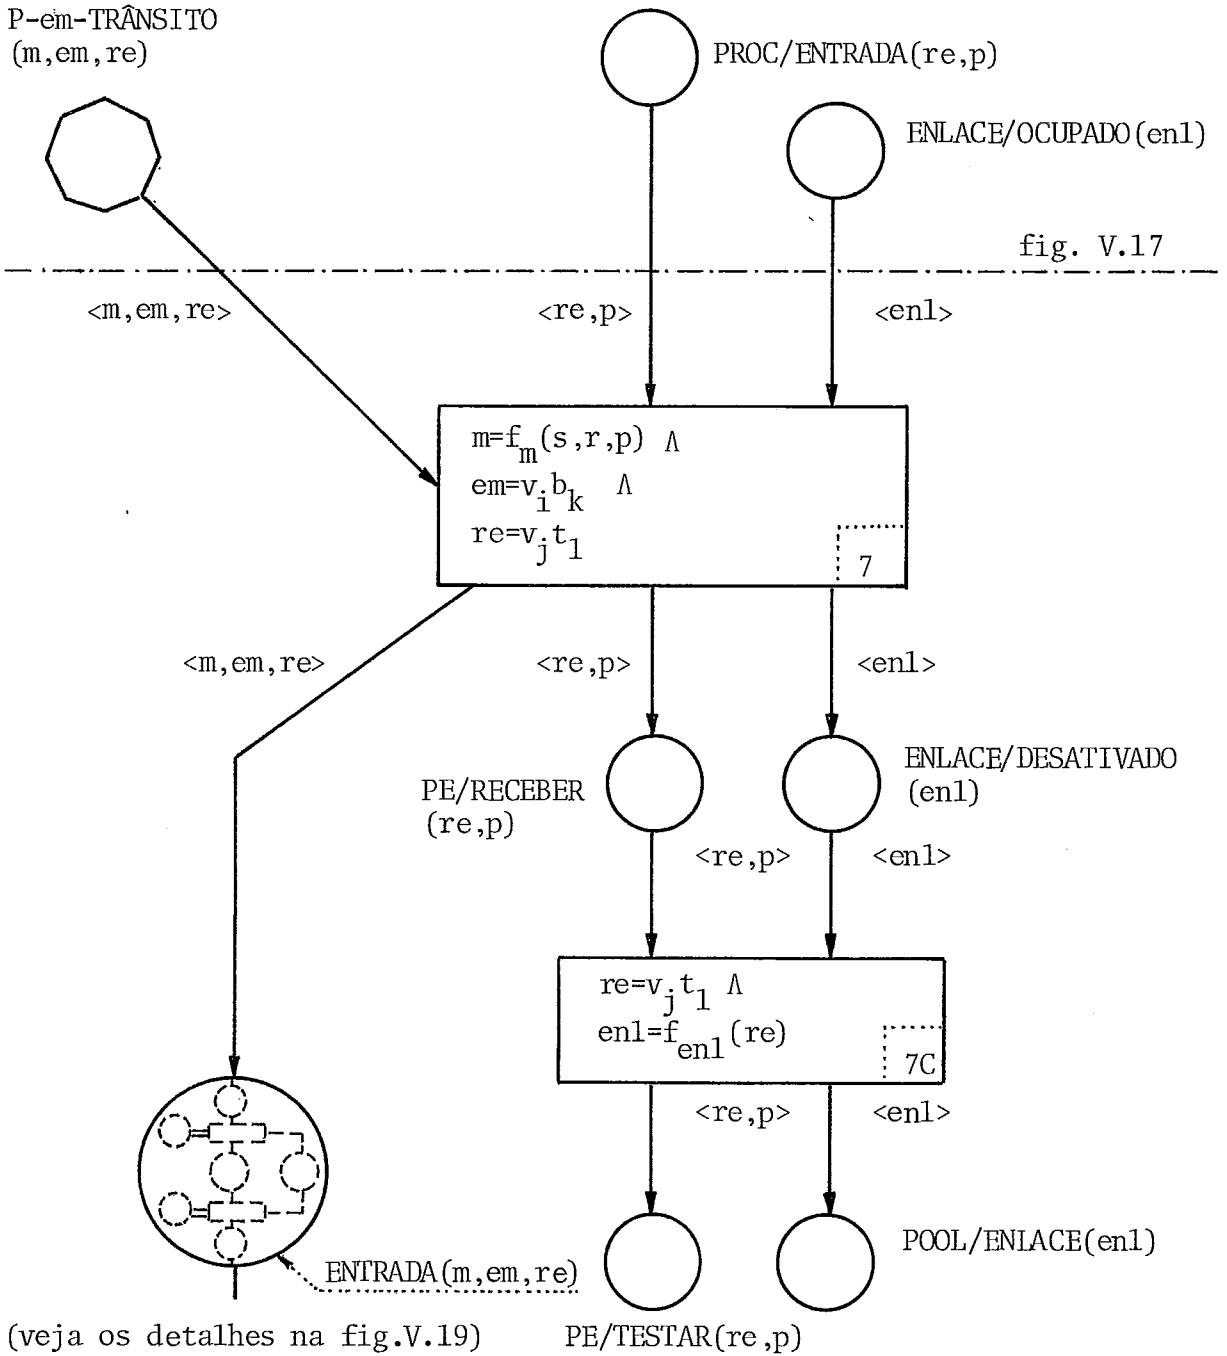 P-em-TRÂNSITO
(m,em,re)
PROC/ENTRADA(re,p)
ENLACE/OCUPADO(enl)
fig. V.17
<m,em,re>
<re,p>
<enl>
m=f_m(s,r,p) Λ
em=v_i b_k Λ
re=v_j t_l
7
<m,em,re>
<re,p>
<enl>
PE/RECEBER
(re,p)
ENLACE/DESATIVADO
(enl)
<re,p>
<enl>
re=v_j t_l Λ
enl=f_enl(re)
7C
<re,p>
<enl>
POOL/ENLACE(enl)
ENTRADA(m,em,re)
(veja os detalhes na fig.V.19)
PE/TESTAR(re,p)